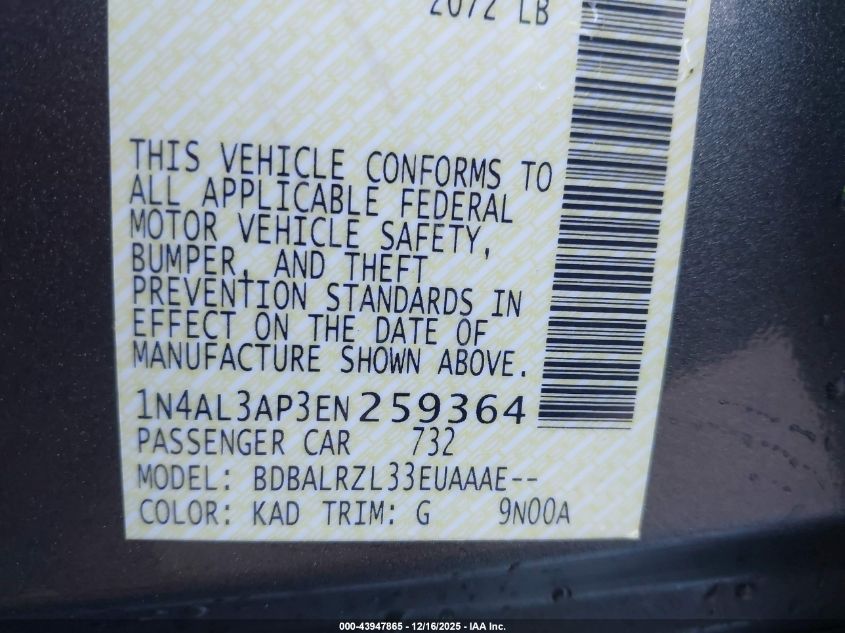 2072 LB
THIS VEHICLE CONFORMS TO
ALL APPLICABLE FEDERAL
MOTOR VEHICLE SAFETY,
BUMPER, AND THEFT
PREVENTION STANDARDS IN
EFFECT ON THE DATE OF
MANUFACTURE SHOWN ABOVE.
1N4AL3AP3EN259364
PASSENGER CAR 732
MODEL: BDBALRZL33EUAAAE--
COLOR: KAD TRIM: G 9N00A
000-43947865 - 12/16/2025 - IAA Inc.